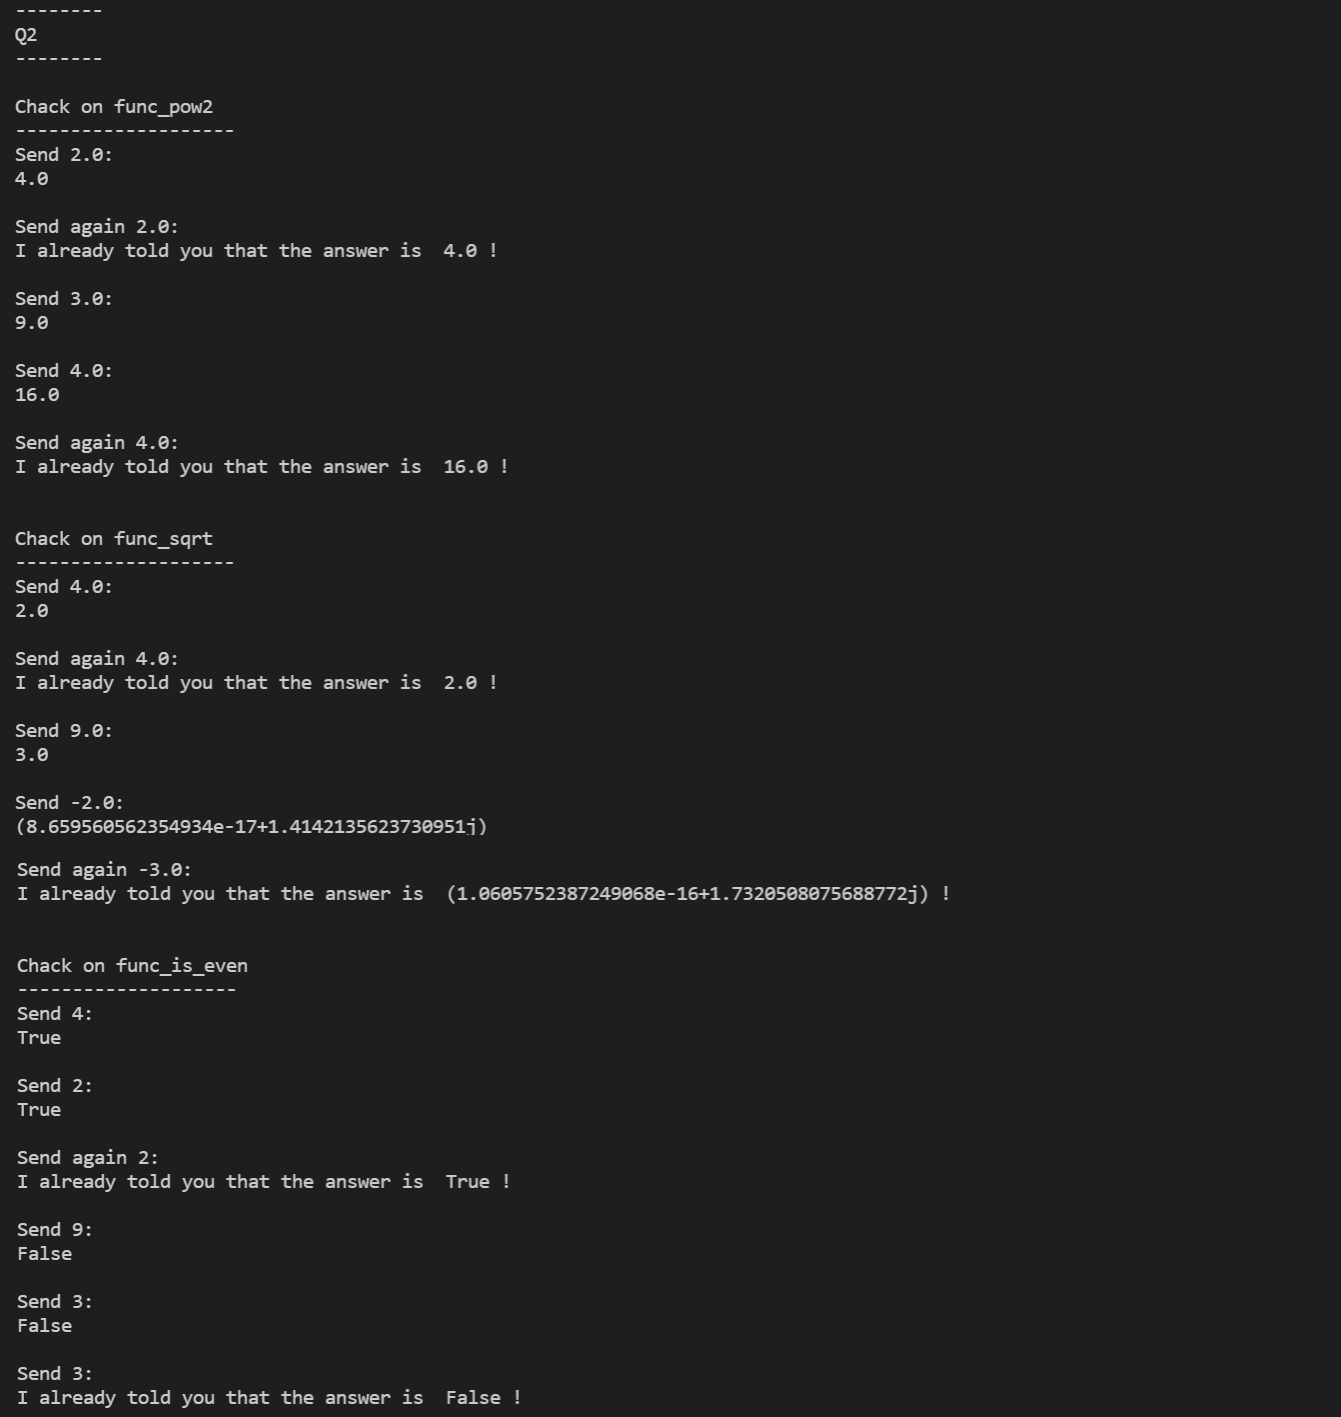 --------
Q2
--------
Chack on func_pow2
--------------------
Send 2.0:
4.0
Send again 2.0:
I already told you that the answer is  4.0 !
Send 3.0:
9.0
Send 4.0:
16.0
Send again 4.0:
I already told you that the answer is  16.0 !
Chack on func_sqrt
--------------------
Send 4.0:
2.0
Send again 4.0:
I already told you that the answer is  2.0 !
Send 9.0:
3.0
Send -2.0:
(8.659560562354934e-17+1.4142135623730951j)
Send again -3.0:
I already told you that the answer is  (1.0605752387249068e-16+1.7320508075688772j) !
Chack on func_is_even
--------------------
Send 4:
True
Send 2:
True
Send again 2:
I already told you that the answer is  True !
Send 9:
False
Send 3:
False
Send 3:
I already told you that the answer is  False !